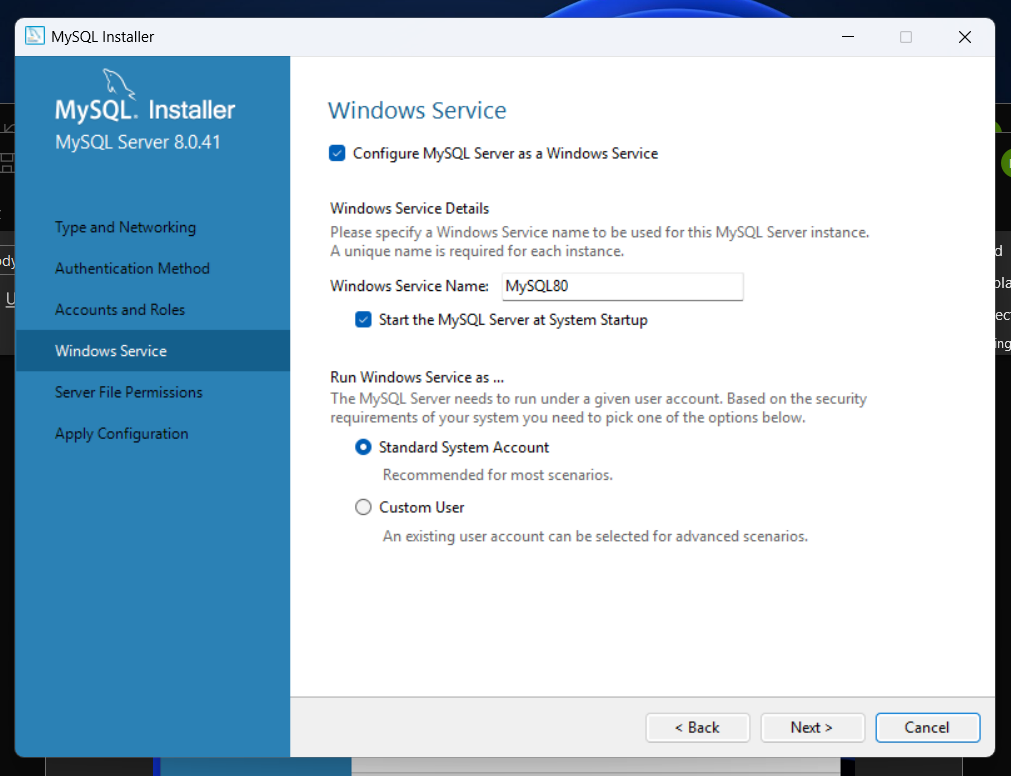 MySQL Installer
MySQL. Installer
MySQL Server 8.0.41
Type and Networking
Authentication Method
Accounts and Roles
Windows Service
Server File Permissions
Apply Configuration
Windows Service
Configure MySQL Server as a Windows Service
Windows Service Details
Please specify a Windows Service name to be used for this MySQL Server instance.
A unique name is required for each instance.
Windows Service Name: MySQL80
Start the MySQL Server at System Startup
Run Windows Service as ...
The MySQL Server needs to run under a given user account. Based on the security
requirements of your system you need to pick one of the options below.
Standard System Account
Recommended for most scenarios.
Custom User
An existing user account can be selected for advanced scenarios.
< Back
Next >
Cancel